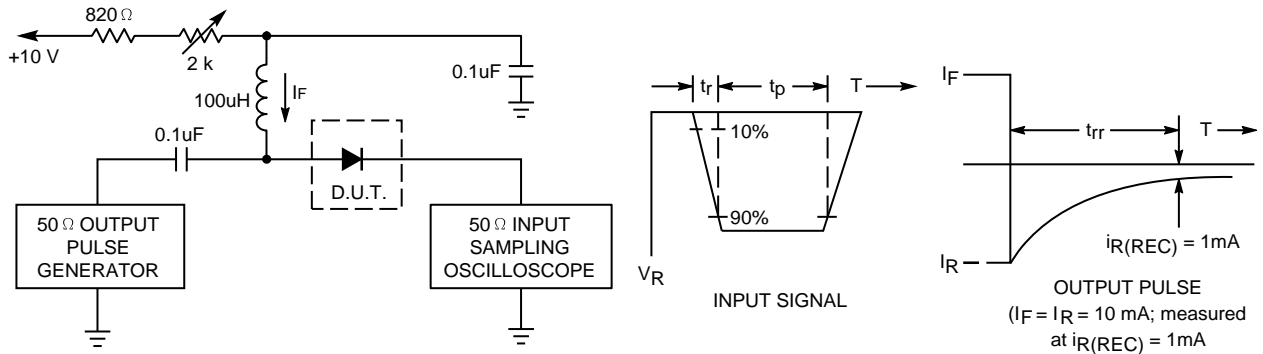 820 Ω
+10 V
2 k
100uH
IF
0.1uF
0.1uF
D.U.T.
50 Ω OUTPUT
PULSE
GENERATOR
50 Ω INPUT
SAMPLING
OSCILLOSCOPE
tr
tp
T
10%
90%
VR
INPUT SIGNAL
IF
trr
T
IR
iR(REC) = 1mA
OUTPUT PULSE
(IF = IR = 10 mA; measured
at iR(REC) = 1mA